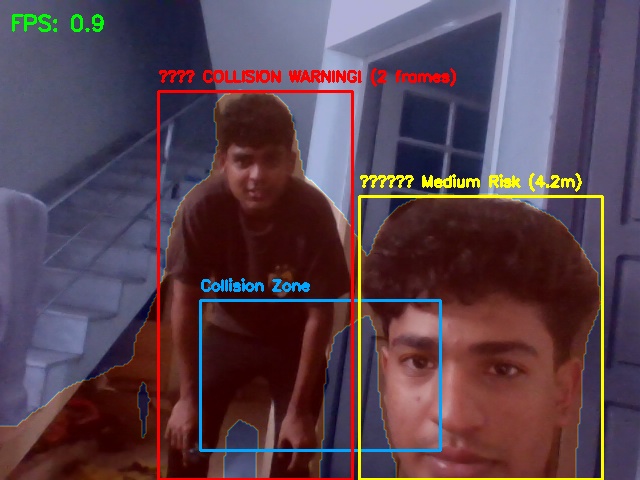 FPS: 0.9
???? COLLISION WARNING! (2 frames)
?????? Medium Risk (4.2m)
Collision Zone